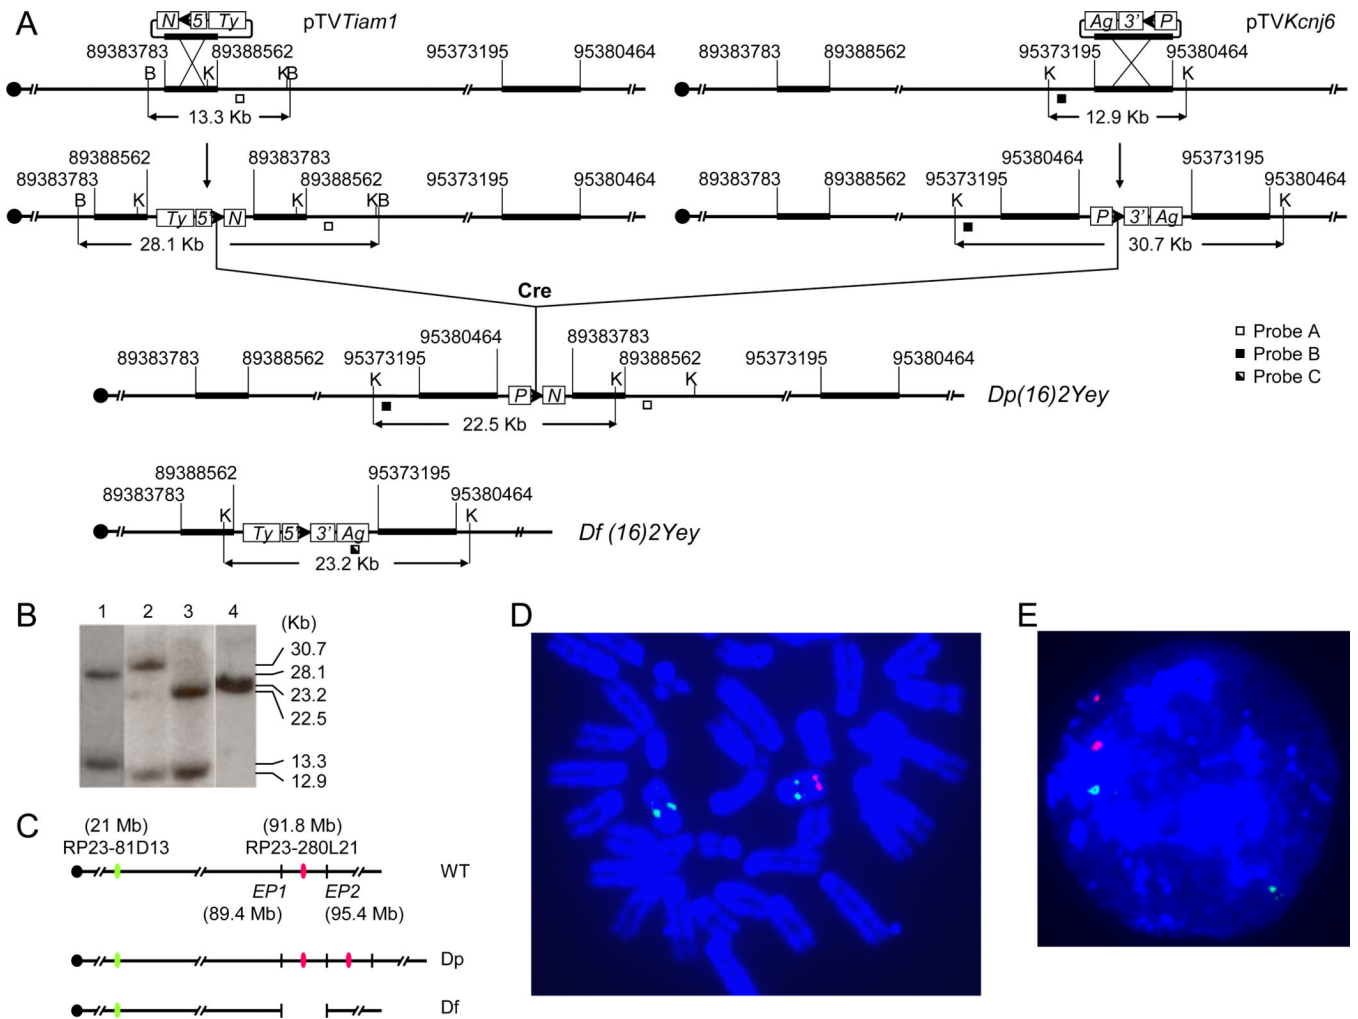 A
N 5' Ty pTVTiam1
Ag 3' P pTVKcnj6
89383783 89388562 95373195 95380464
B K KB
13.3 Kb
89383783 89388562 95373195 95380464
K K
12.9 Kb
89388562 89383783
89383783 89388562 95373195 95380464
B K K KB
Ty 5' N
28.1 Kb
95380464 95373195
89383783 89388562 95373195 95380464
K K
P 3' Ag
30.7 Kb
Cre
95380464 89383783
89383783 89388562 95373195 89388562 95373195 95380464
K K K
P N
22.5 Kb
Dp(16)2Yey
Probe A
Probe B
Probe C
89388562 95373195
89383783 95380464
K K
Ty 5' 3' Ag
23.2 Kb
Df (16)2Yey
B
1 2 3 4
(Kb)
30.7
28.1
23.2
22.5
13.3
12.9
C
(21 Mb) (91.8 Mb)
RP23-81D13 RP23-280L21
WT
EP1 EP2
(89.4 Mb) (95.4 Mb)
Dp
Df
D
E